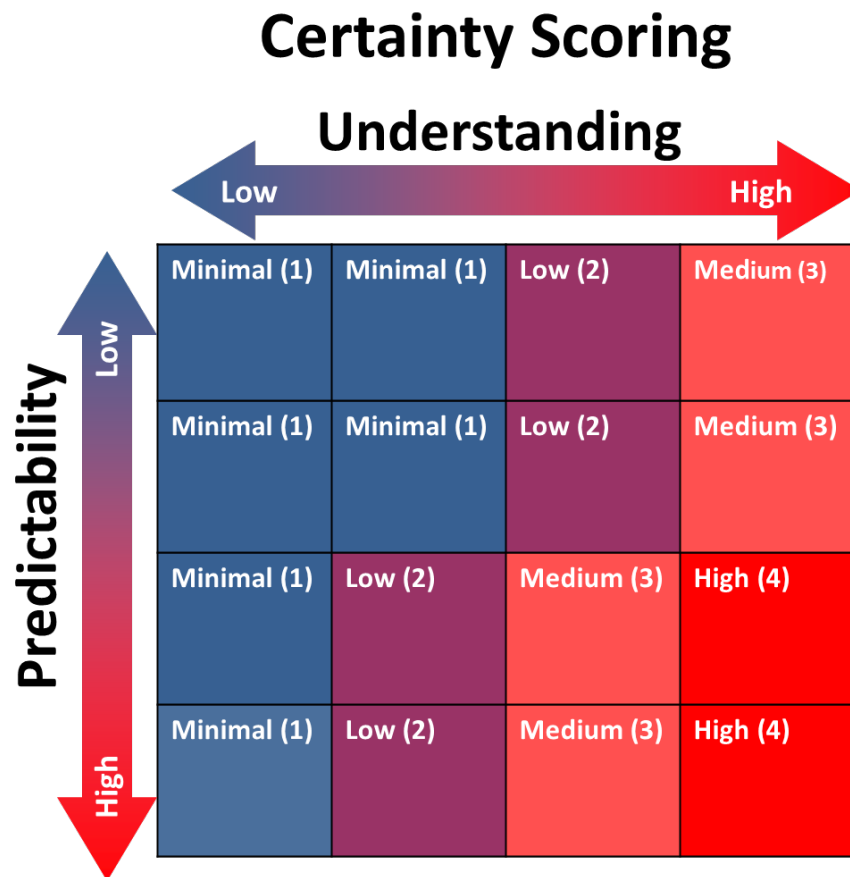 Certainty Scoring
Understanding
Low High
Predictability
Low
High
Minimal (1) Minimal (1) Low (2) Medium (3)
Minimal (1) Minimal (1) Low (2) Medium (3)
Minimal (1) Low (2) Medium (3) High (4)
Minimal (1) Low (2) Medium (3) High (4)